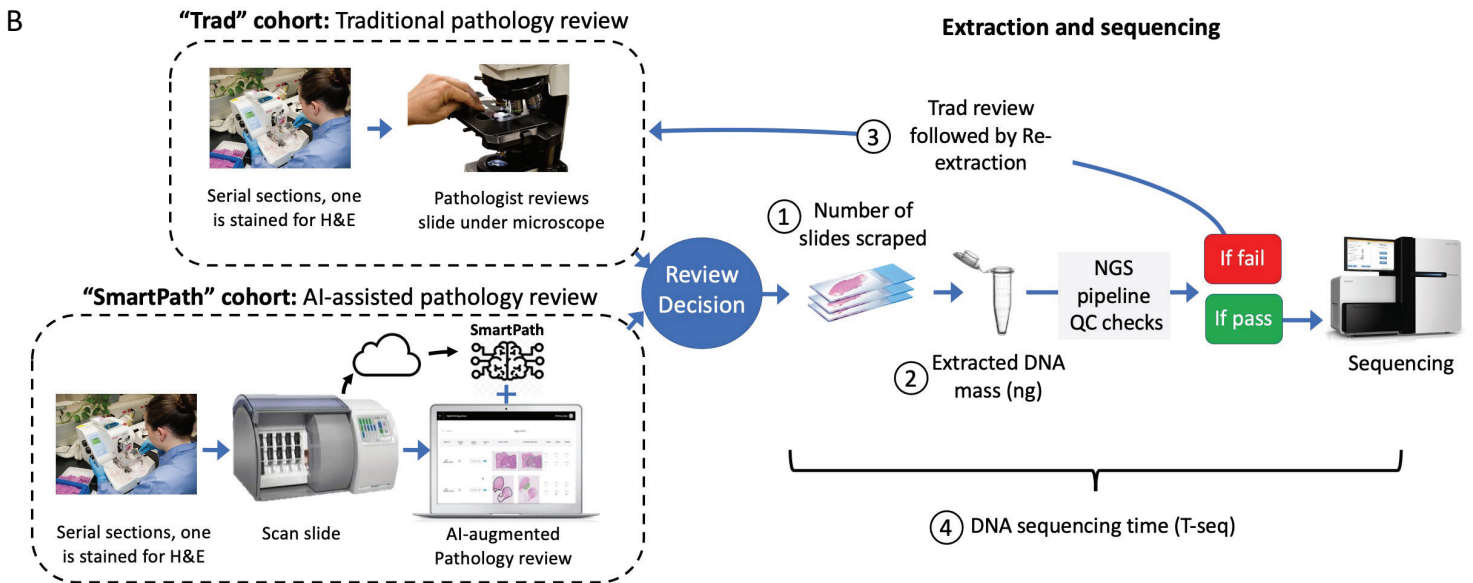 B
“Trad” cohort: Traditional pathology review
Serial sections, one
is stained for H&E
Pathologist reviews
slide under microscope
“SmartPath” cohort: AI-assisted pathology review
SmartPath
Serial sections, one
is stained for H&E
Scan slide
AI-augmented
Pathology review
Review
Decision
Extraction and sequencing
3
Trad review
followed by Re-
extraction
1
Number of
slides scraped
2
Extracted DNA
mass (ng)
NGS
pipeline
QC checks
If fail
If pass
Sequencing
4 DNA sequencing time (T-seq)